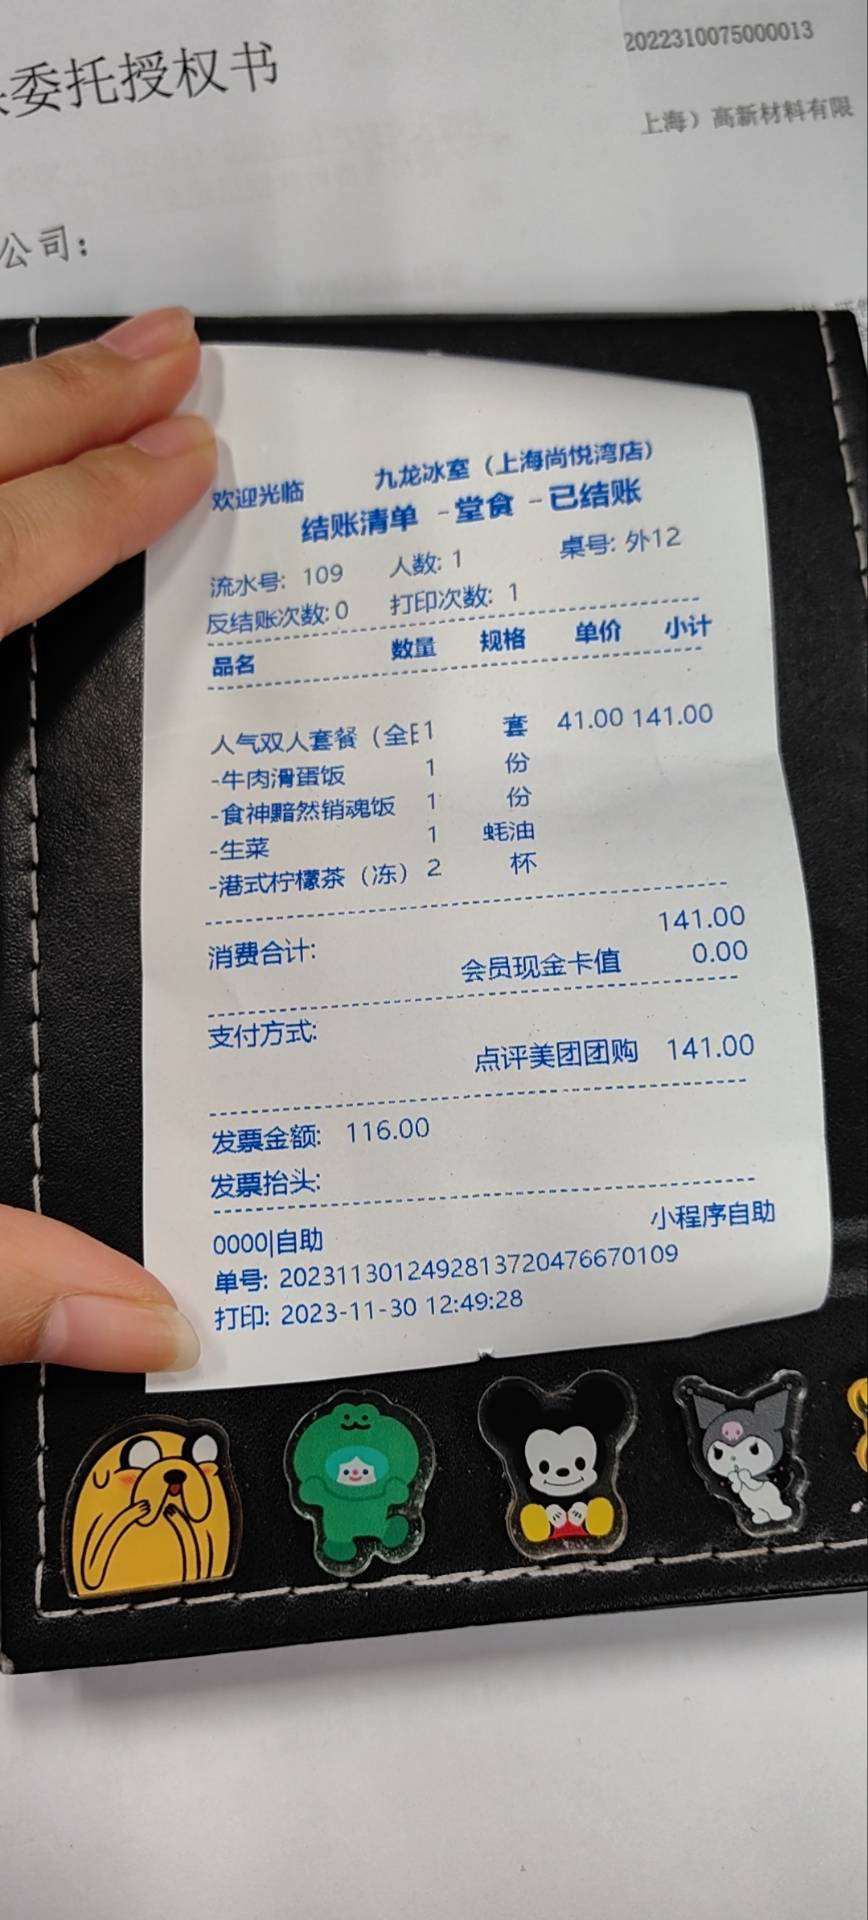 委托授权书
2022310075000013
上海）高新材料有限
公司：
欢迎光临 九龙冰室（上海尚悦湾店）
结账清单 -堂食 -已结账
流水号: 109 人数: 1 桌号: 外12
反结账次数: 0 打印次数: 1
品名 数量 规格 单价 小计
人气双人套餐（全日1 套 41.00 141.00
-牛肉滑蛋饭 1 份
-食神黯然销魂饭 1 份
-生菜 1 蚝油
-港式柠檬茶（冻） 2 杯
消费合计: 141.00
会员现金卡值 0.00
支付方式:
点评美团团购 141.00
发票金额: 116.00
发票抬头:
0000|自助 小程序自助
单号: 2023113012492813720476670109
打印: 2023-11-30 12:49:28